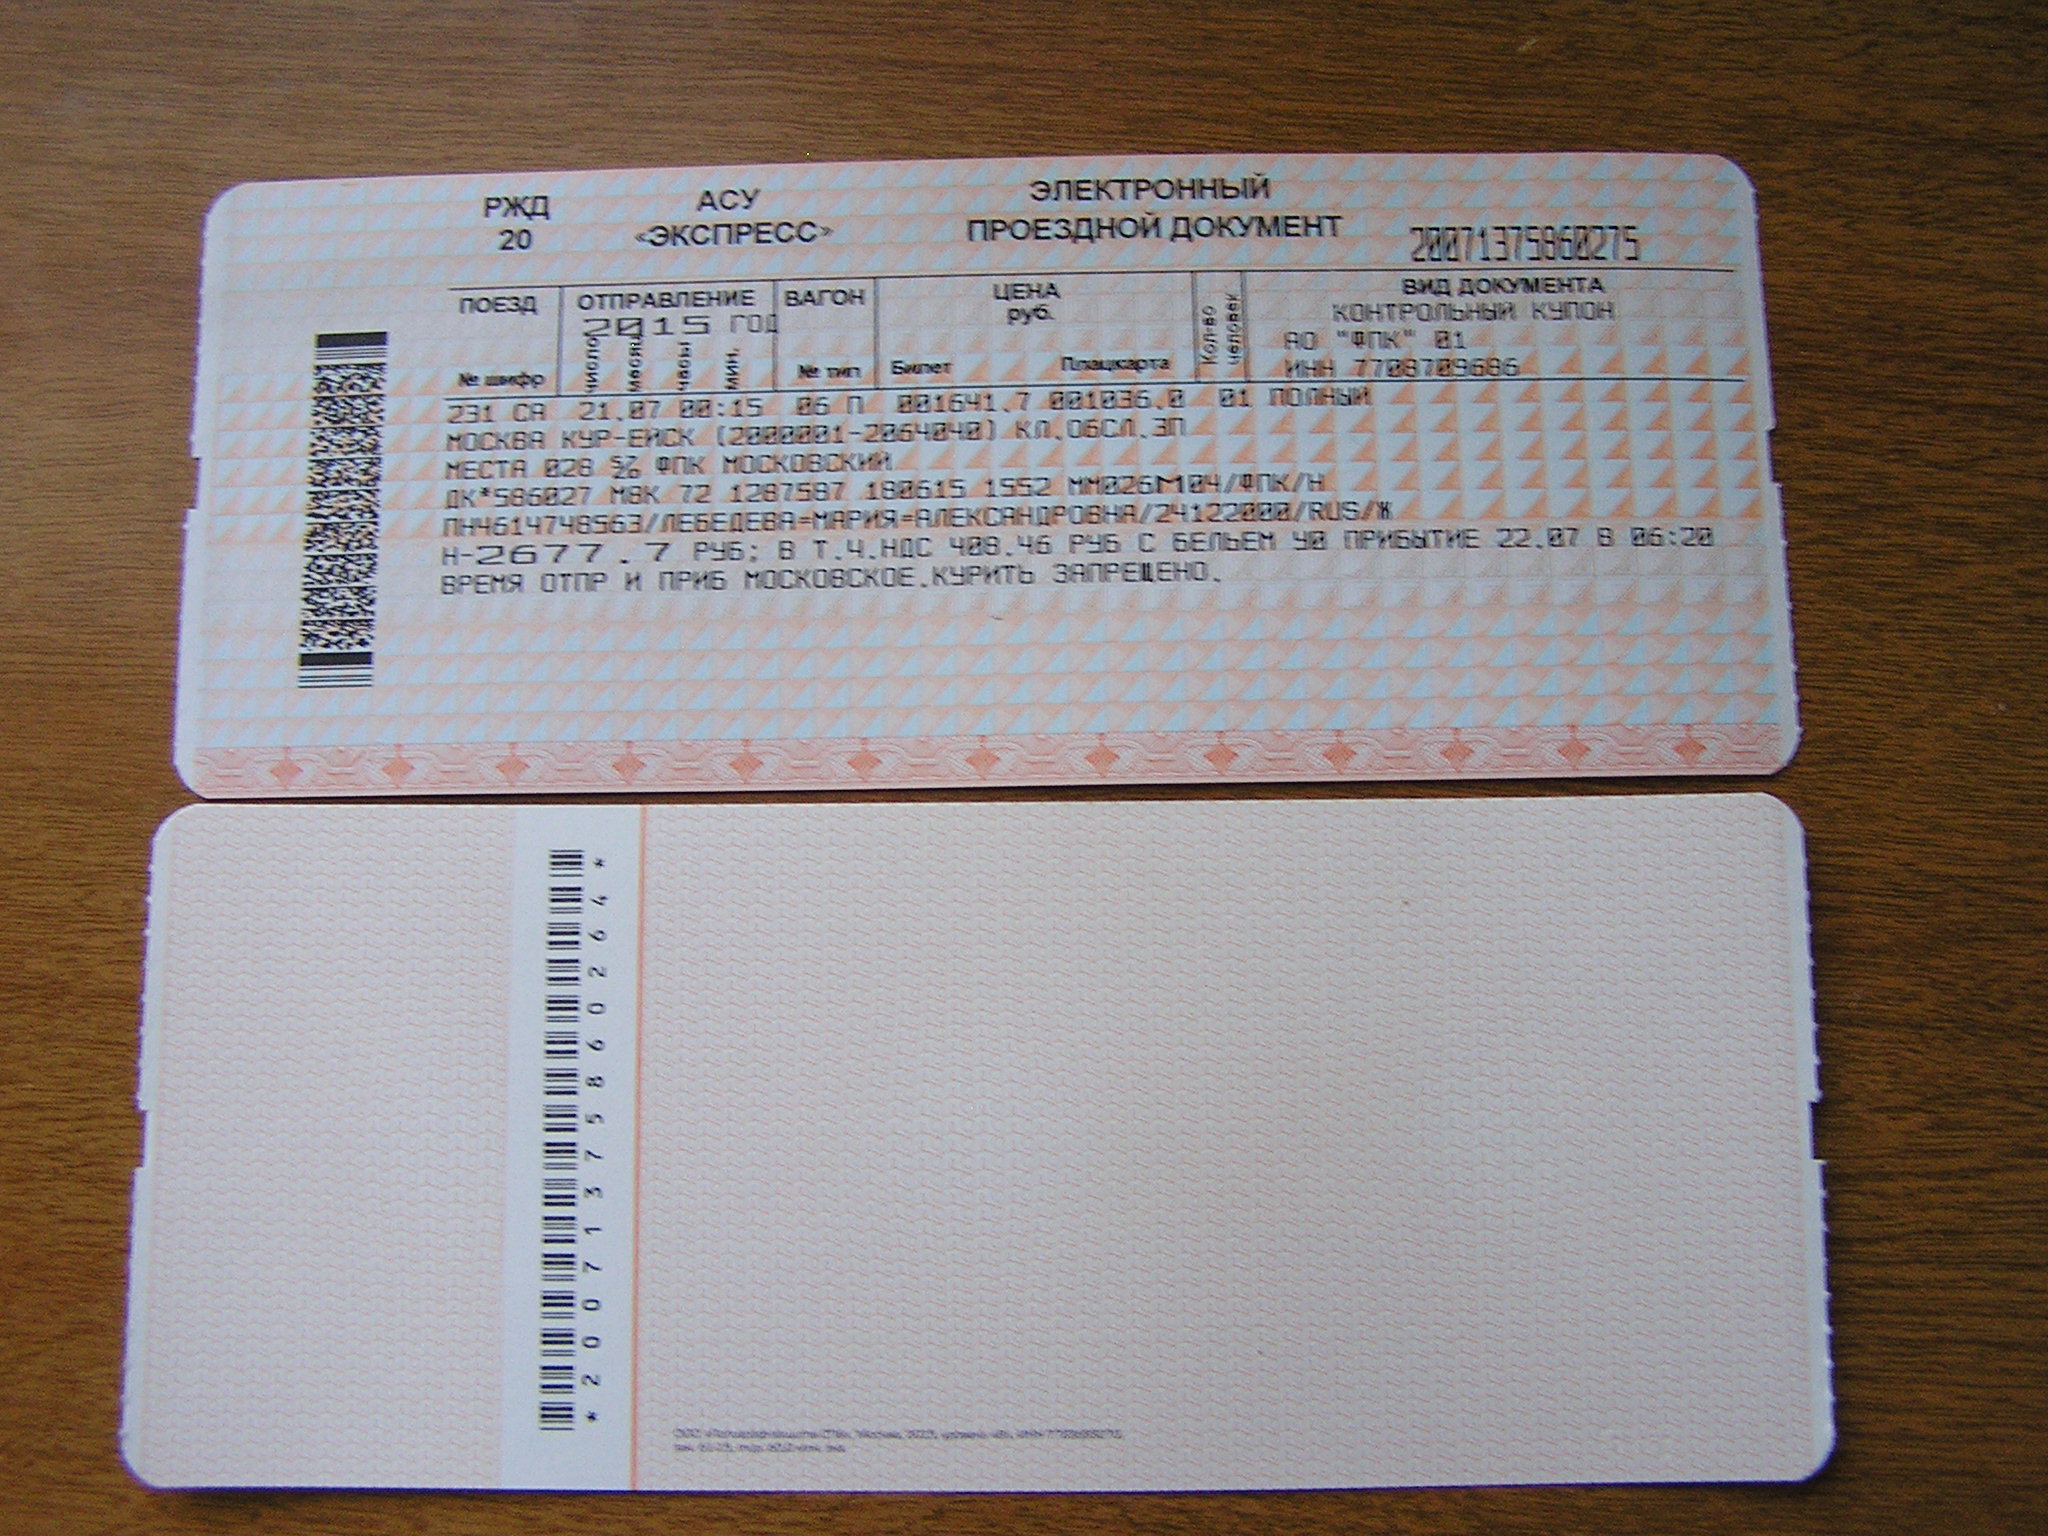 РЖД АСУ ЭЛЕКТРОННЫЙ
20 «ЭКСПРЕСС» ПРОЕЗДНОЙ ДОКУМЕНТ 20071375860275
ПОЕЗД ОТПРАВЛЕНИЕ ВАГОН ЦЕНА руб. Кол-во человек ВИД ДОКУМЕНТА
2015 ГОД КОНТРОЛЬНЫЙ КУПОН
АО "ФПК" 01
№ шифр число месяц часы мин. № тип Билет Плацкарта ИНН 7708709686
231 СА 21.07 00:15 06 П 001641.7 001036.0 01 ПОЛНЫЙ
МОСКВА КУР-ЕЙСК (2000001-2064040) КЛ.ОБСЛ.3П
МЕСТА 028 ФПК МОСКОВСКИЙ
ДК*586027 МВК 72 1287587 180615 1552 ММ026М104/ФПК/Н
ПН4614748563/ЛЕБЕДЕВА=МАРИЯ=АЛЕКСАНДРОВНА/24122000/RUS/Ж
Н-2677.7 РУБ; В Т.Ч.НДС 408.46 РУБ С БЕЛЬЕМ У0 ПРИБЫТИЕ 22.07 В 06:20
ВРЕМЯ ОТПР И ПРИБ МОСКОВСКОЕ.КУРИТЬ ЗАПРЕЩЕНО.
*20071375860264*